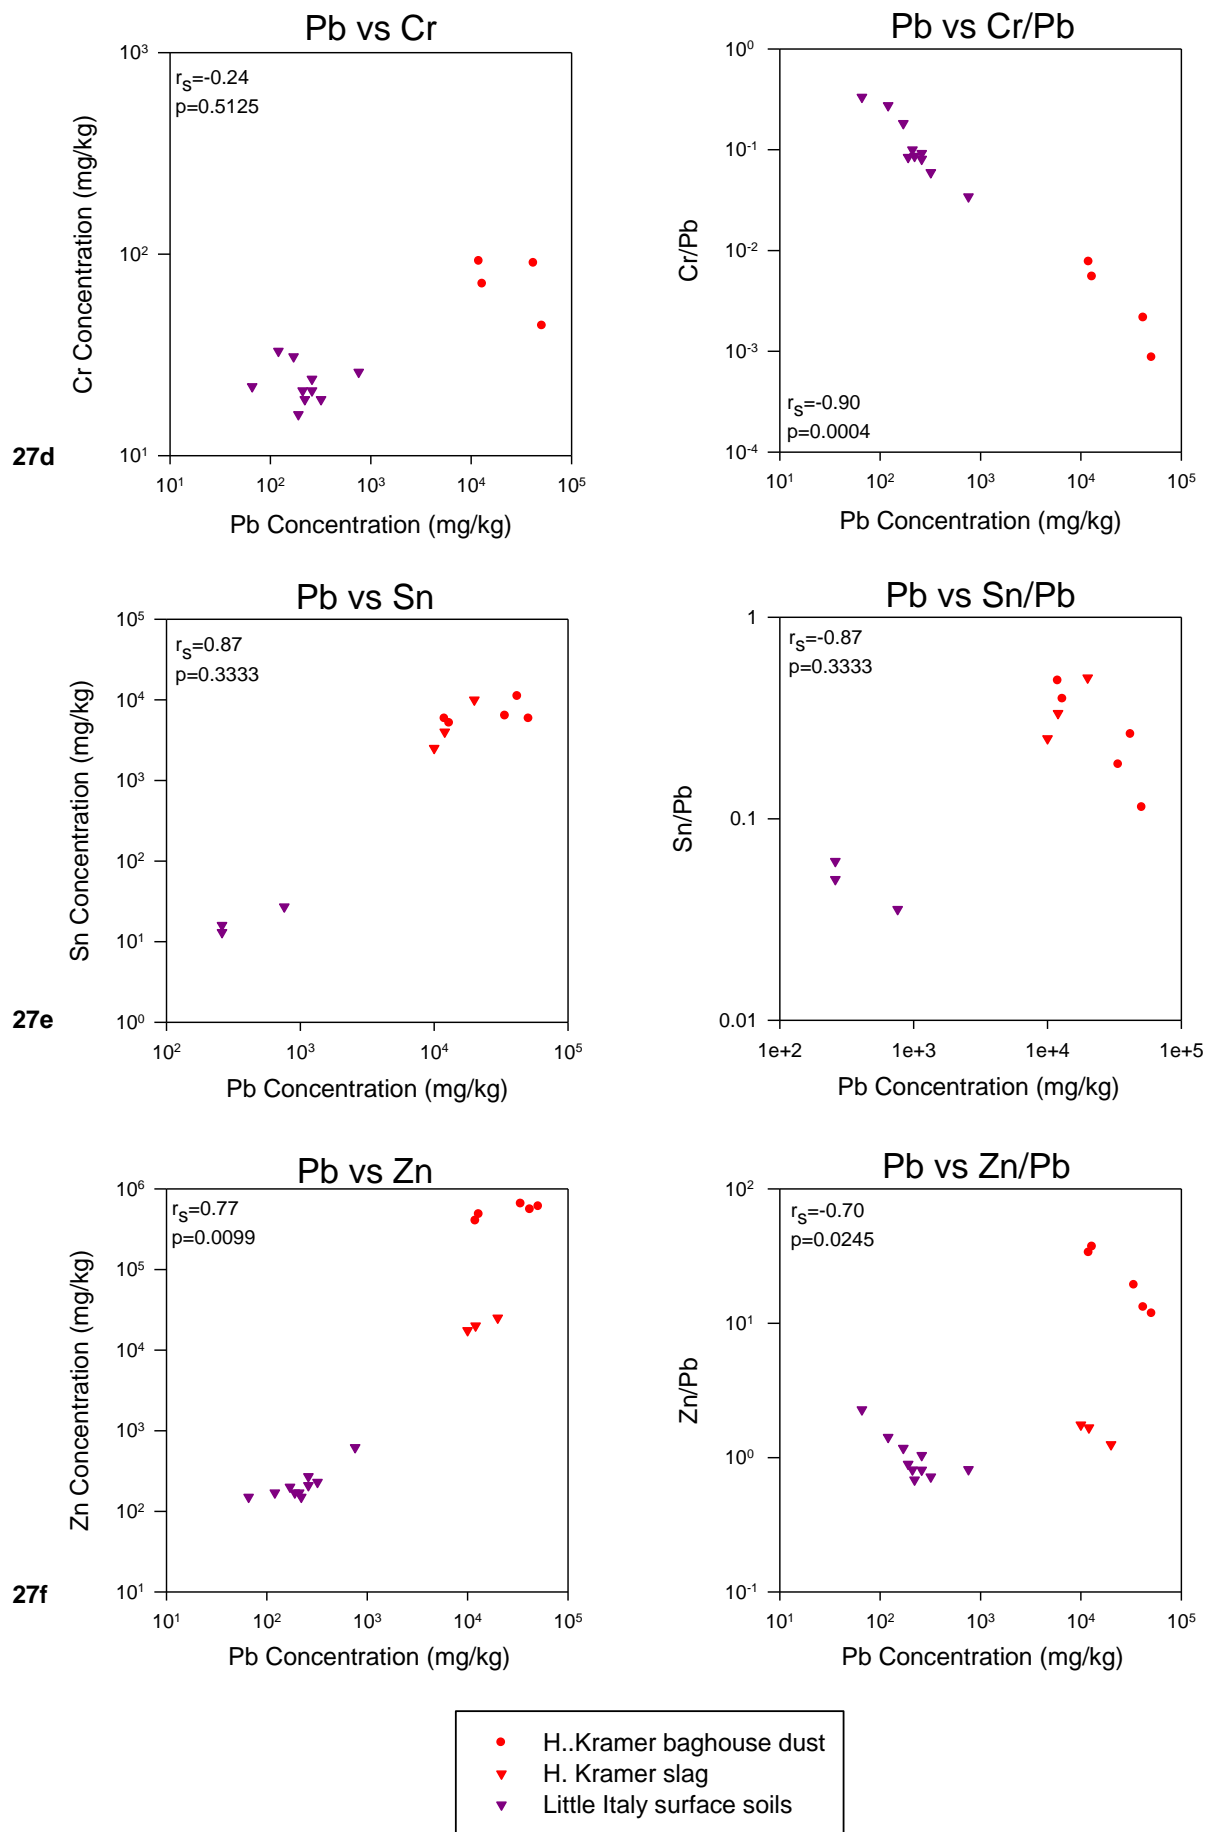 Pb vs Cr
r_s=-0.24
p=0.5125
10³
10²
10¹
Cr Concentration (mg/kg)
10¹ 10² 10³ 10⁴ 10⁵
Pb Concentration (mg/kg)
27d
Pb vs Cr/Pb
10⁰
10⁻¹
10⁻²
10⁻³
10⁻⁴
Cr/Pb
r_s=-0.90
p=0.0004
10¹ 10² 10³ 10⁴ 10⁵
Pb Concentration (mg/kg)
Pb vs Sn
r_s=0.87
p=0.3333
10⁵
10⁴
10³
10²
10¹
10⁰
Sn Concentration (mg/kg)
10² 10³ 10⁴ 10⁵
Pb Concentration (mg/kg)
27e
Pb vs Sn/Pb
r_s=-0.87
p=0.3333
1
0.1
0.01
Sn/Pb
1e+2 1e+3 1e+4 1e+5
Pb Concentration (mg/kg)
Pb vs Zn
r_s=0.77
p=0.0099
10⁶
10⁵
10⁴
10³
10²
10¹
Zn Concentration (mg/kg)
10¹ 10² 10³ 10⁴ 10⁵
Pb Concentration (mg/kg)
27f
Pb vs Zn/Pb
r_s=-0.70
p=0.0245
10²
10¹
10⁰
10⁻¹
Zn/Pb
10¹ 10² 10³ 10⁴ 10⁵
Pb Concentration (mg/kg)
H..Kramer baghouse dust
H. Kramer slag
Little Italy surface soils